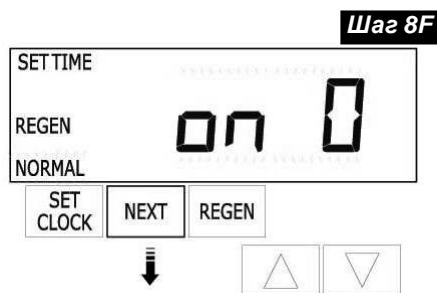 Шаг 8F
SET TIME
REGEN on 0
NORMAL
SET CLOCK NEXT REGEN